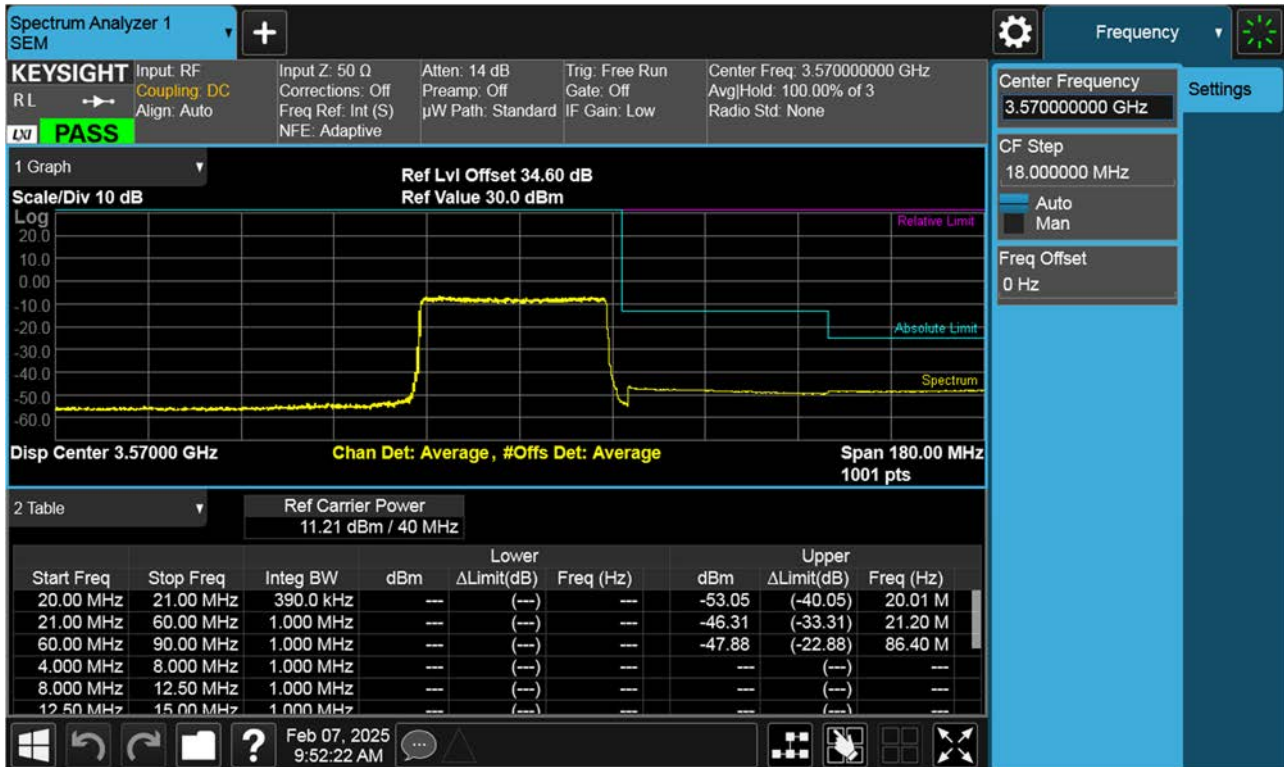 Spectrum Analyzer 1
SEM
+
Frequency
KEYSIGHT
RL
LXI
PASS
Input: RF
Coupling: DC
Align: Auto
Input Z: 50 Ω
Corrections: Off
Freq Ref: Int (S)
NFE: Adaptive
Atten: 14 dB
Preamp: Off
µW Path: Standard
Trig: Free Run
Gate: Off
IF Gain: Low
Center Freq: 3.570000000 GHz
Avg|Hold: 100.00% of 3
Radio Std: None
Center Frequency
3.570000000 GHz
Settings
CF Step
18.000000 MHz
Auto
Man
Freq Offset
0 Hz
1 Graph
Scale/Div 10 dB
Ref Lvl Offset 34.60 dB
Ref Value 30.0 dBm
Log
20.0
10.0
0.00
-10.0
-20.0
-30.0
-40.0
-50.0
-60.0
Relative Limit
Absolute Limit
Spectrum
Disp Center 3.57000 GHz
Chan Det: Average, #Offs Det: Average
Span 180.00 MHz
1001 pts
2 Table
Ref Carrier Power
11.21 dBm / 40 MHz
Lower Upper
Start Freq Stop Freq Integ BW dBm ΔLimit(dB) Freq (Hz) dBm ΔLimit(dB) Freq (Hz)
20.00 MHz 21.00 MHz 390.0 kHz --- (---) --- -53.05 (-40.05) 20.01 M
21.00 MHz 60.00 MHz 1.000 MHz --- (---) --- -46.31 (-33.31) 21.20 M
60.00 MHz 90.00 MHz 1.000 MHz --- (---) --- -47.88 (-22.88) 86.40 M
4.000 MHz 8.000 MHz 1.000 MHz --- (---) --- --- (---) ---
8.000 MHz 12.50 MHz 1.000 MHz --- (---) --- --- (---) ---
12.50 MHz 15.00 MHz 1.000 MHz --- (---) --- --- (---) ---
?
Feb 07, 2025
9:52:22 AM